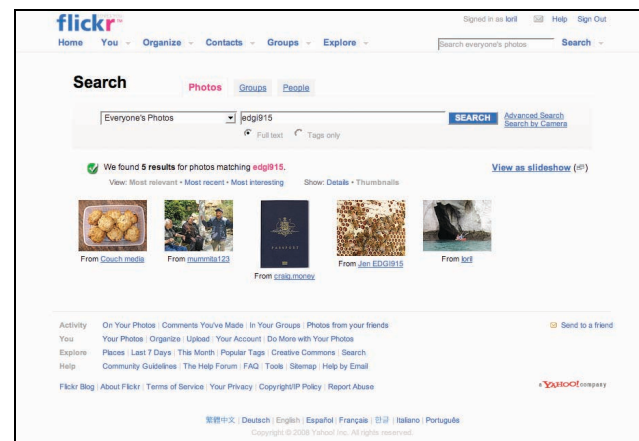 flickr™
Signed in as loril Help Sign Out
Home You Organize Contacts Groups Explore
Search everyone's photos Search
Search Photos Groups People
Everyone's Photos edgi915 SEARCH Advanced Search
Search by Camera
Full text Tags only
We found 5 results for photos matching edgi915. View as slideshow
View: Most relevant • Most recent • Most interesting Show: Details • Thumbnails
PASSPORT
From Couch media From mummita123 From craig.money From Jen EDGI915 From loril
Activity On Your Photos | Comments You've Made | In Your Groups | Photos from your friends Send to a friend
You Your Photos | Organize | Upload | Your Account | Do More with Your Photos
Explore Places | Last 7 Days | This Month | Popular Tags | Creative Commons | Search
Help Community Guidelines | The Help Forum | FAQ | Tools | Sitemap | Help by Email
Flickr Blog | About Flickr | Terms of Service | Your Privacy | Copyright/IP Policy | Report Abuse a YAHOO! company
繁體中文 | Deutsch | English | Español | Français | 한글 | Italiano | Português
Copyright © 2008 Yahoo! Inc. All rights reserved.